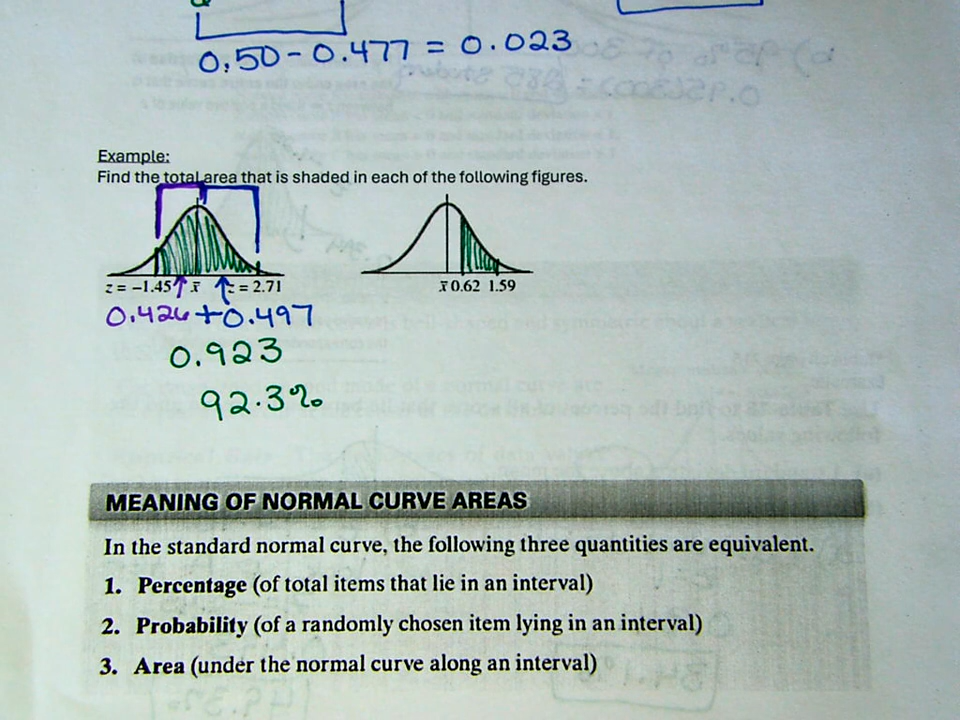 0.50 - 0.477 = 0.023
Example:
Find the total area that is shaded in each of the following figures.
z = −1.45 x̄ z = 2.71
x̄ 0.62 1.59
0.426 + 0.497
0.923
92.3%
MEANING OF NORMAL CURVE AREAS
In the standard normal curve, the following three quantities are equivalent.
1. Percentage (of total items that lie in an interval)
2. Probability (of a randomly chosen item lying in an interval)
3. Area (under the normal curve along an interval)